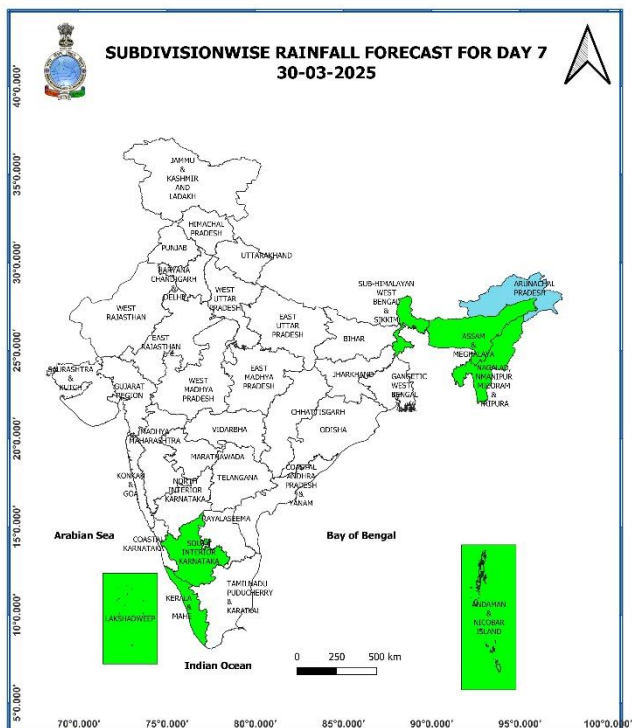 SUBDIVISIONWISE RAINFALL FORECAST FOR DAY 7
30-03-2025
40°0.000'
35°0.000'
30°0.000'
25°0.000'
20°0.000'
15°0.000'
10°0.000'
5°0.000'
JAMMU
&
KASHMIR
AND
LADAKH
HIMACHAL
PRADESH
PUNJAB
UTTARAKHAND
HARYANA
CHANDIGARH
&
DELHI
WEST
UTTAR
PRADESH
WEST
RAJASTHAN
EAST
RAJASTHAN
EAST
UTTAR
PRADESH
SUB-HIMALAYAN
WEST
BENGAL
&
SIKKIM
ARUNACHAL
PRADESH
ASSAM
&
MEGHALAYA
NAGALAND,
MANIPUR
MIZORAM
&
TRIPURA
BIHAR
JHARKHAND
GANGETIC
WEST
BENGAL
SAURASHTRA
&
KUTCH
GUJARAT
REGION
WEST
MADHYA
PRADESH
EAST
MADHYA
PRADESH
CHHATTISGARH
ODISHA
VIDARBHA
MADHYA
MAHARASHTRA
MARATHAWADA
KONKAN
&
GOA
NORTH
INTERIOR
KARNATAKA
TELANGANA
COASTAL
ANDHRA
PRADESH
&
YANAM
RAYALASEEMA
Arabian Sea
COASTAL
KARNATAKA
SOUTH
INTERIOR
KARNATAKA
Bay of Bengal
TAMILNADU
PUDUCHERRY
&
KARAIKAL
KERALA
&
MAHE
LAKSHADWEEP
ANDAMAN
&
NICOBAR
ISLAND
Indian Ocean
0 250 500 km
70°0.000' 75°0.000' 80°0.000' 85°0.000' 90°0.000' 95°0.000' 100°0.000'